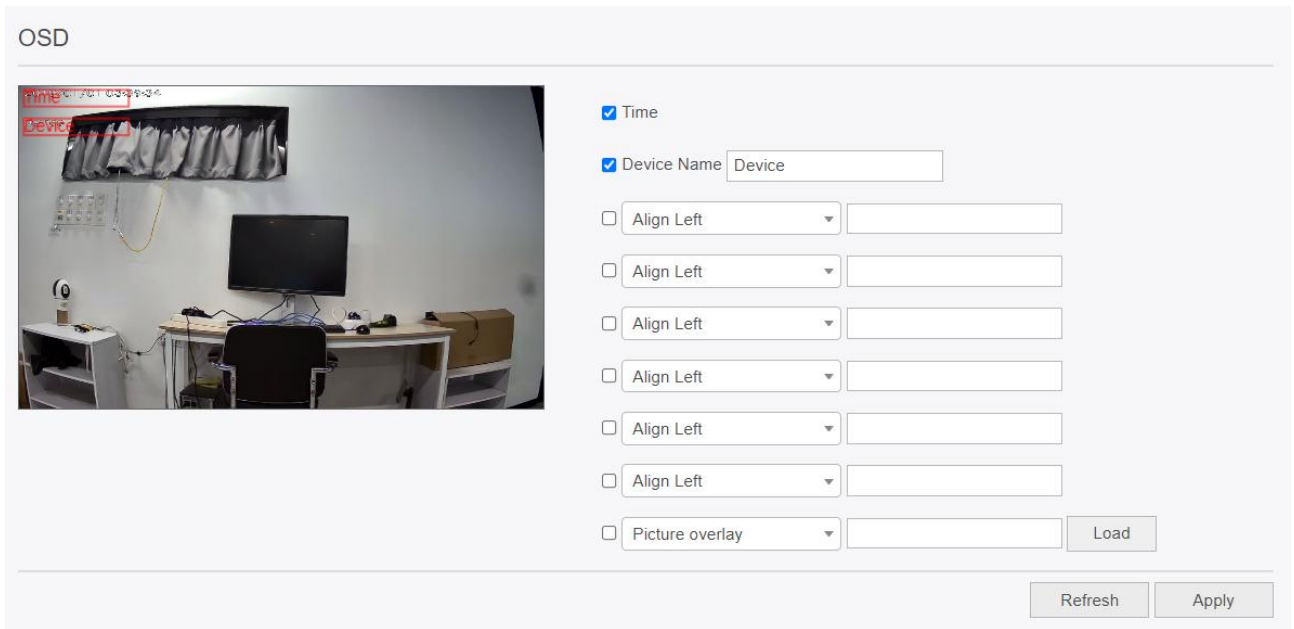 OSD
Time
Device
Time
Device Name Device
Align Left
Align Left
Align Left
Align Left
Align Left
Align Left
Picture overlay Load
Refresh Apply